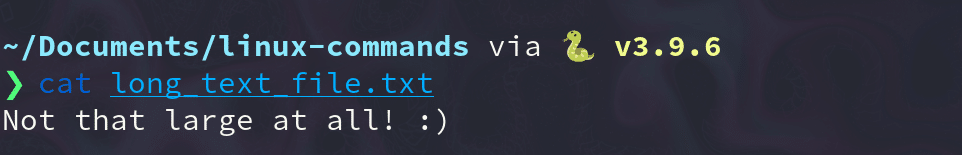 ~/Documents/linux-commands via 🐍 v3.9.6
❯ cat long_text_file.txt
Not that large at all! :)